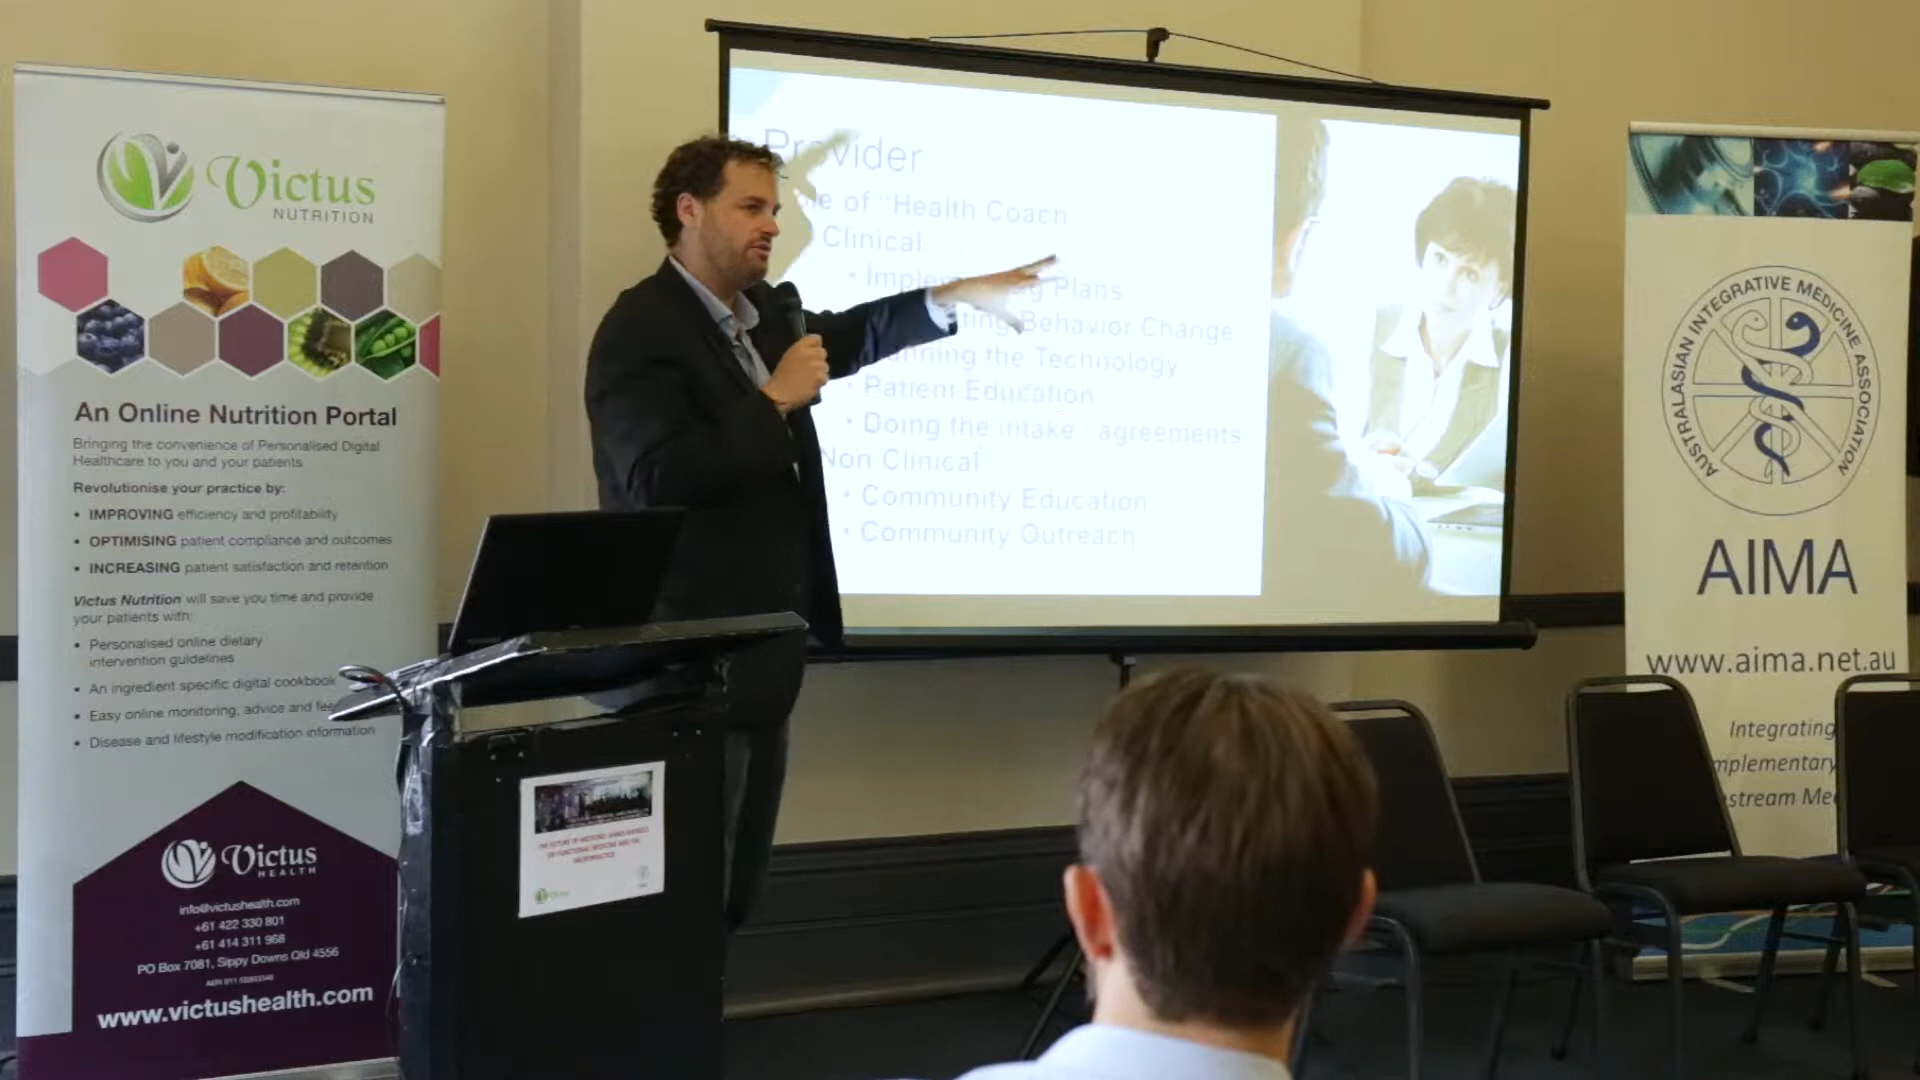 Victus
NUTRITION
An Online Nutrition Portal
Bringing the convenience of Personalised Digital
Healthcare to you and your patients
Revolutionise your practice by:
• IMPROVING efficiency and profitability
• OPTIMISING patient compliance and outcomes
• INCREASING patient satisfaction and retention
Victus Nutrition will save you time and provide
your patients with:
• Personalised online dietary
intervention guidelines
• An ingredient specific digital cookbook
• Easy online monitoring, advice and fee
• Disease and lifestyle modification information
Victus
HEALTH
info@victushealth.com
+61 422 330 801
+61 414 311 968
PO Box 7081, Sippy Downs Qld 4556
www.victushealth.com
Provider
of "Health Coach
Clinical
• Implementing Plans
Behavior Change
the Technology
• Patient Education
• Doing the intake agreements
Non Clinical
• Community Education
• Community Outreach
AUSTRALASIAN INTEGRATIVE MEDICINE ASSOCIATION
AIMA
www.aima.net.au
Integrating
mplementary
stream Me